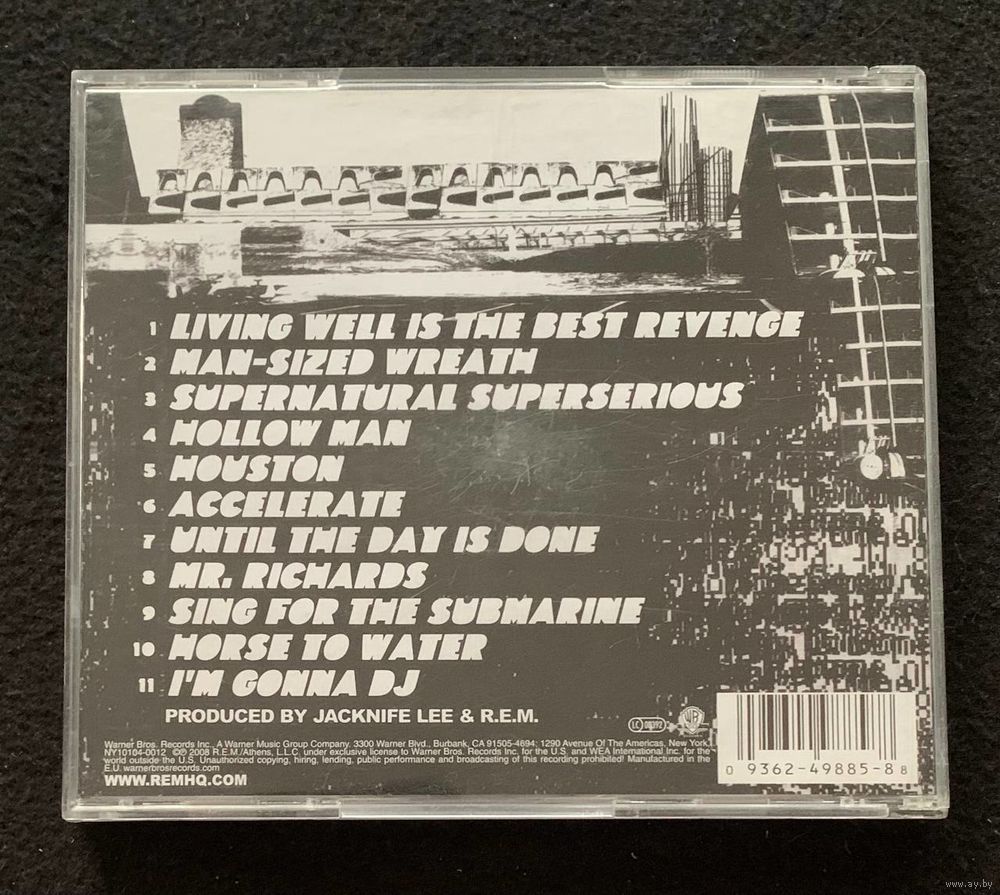 1 LIVING WELL IS THE BEST REVENGE
2 MAN-SIZED WREATH
3 SUPERNATURAL SUPERSERIOUS
4 HOLLOW MAN
5 HOUSTON
6 ACCELERATE
7 UNTIL THE DAY IS DONE
8 MR. RICHARDS
9 SING FOR THE SUBMARINE
10 HORSE TO WATER
11 I'M GONNA DJ
PRODUCED BY JACKNIFE LEE & R.E.M.
LC 00392
Warner Bros. Records Inc., A Warner Music Group Company. 3300 Warner Blvd., Burbank, CA 91505-4694; 1290 Avenue Of The Americas, New York,
NY10104-0012 ©℗ 2008 R.E.M./Athens, L.L.C. under exclusive license to Warner Bros. Records Inc. for the U.S. and WEA International Inc. for the
world outside the U.S. Unauthorized copying, hiring, lending, public performance and broadcasting of this recording prohibited! Manufactured in the
E.U. warnerbrosrecords.com
WWW.REMHQ.COM
0 9362-49885-8 8
www.ay.by